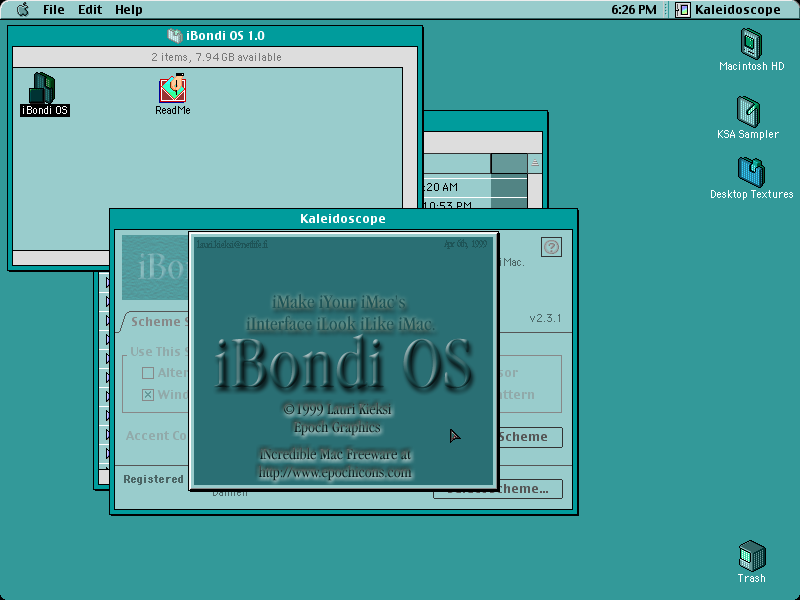 File Edit Help
6:26 PM
Kaleidoscope
iBondi OS 1.0
2 items, 7.94 GB available
iBondi OS
ReadMe
Macintosh HD
KSA Sampler
Desktop Textures
:20 AM
10:53 PM
Kaleidoscope
lauri.kieksi@netlife.fi
Apr 6th, 1999
iBo
iMac.
iMake iYour iMac's
iInterface iLook iLike iMac.
v2.3.1
Scheme S
iBondi OS
Use This S
Alter
sor
Wind
ttern
©1999 Lauri Kieksi
Epoch Graphics
Accent Co
Scheme
iNcredible Mac Freeware at
http://www.epochicons.com
Registered
Damien
Scheme...
Trash